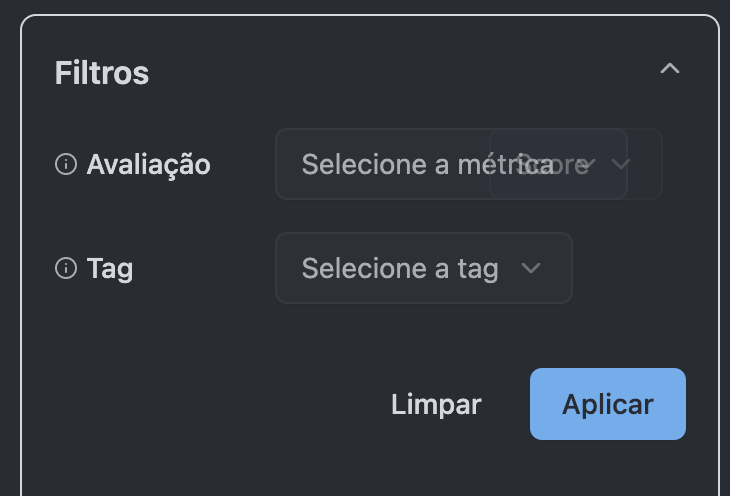 Filtros
Avaliação Selecione a métrica Score
Tag Selecione a tag
Limpar Aplicar